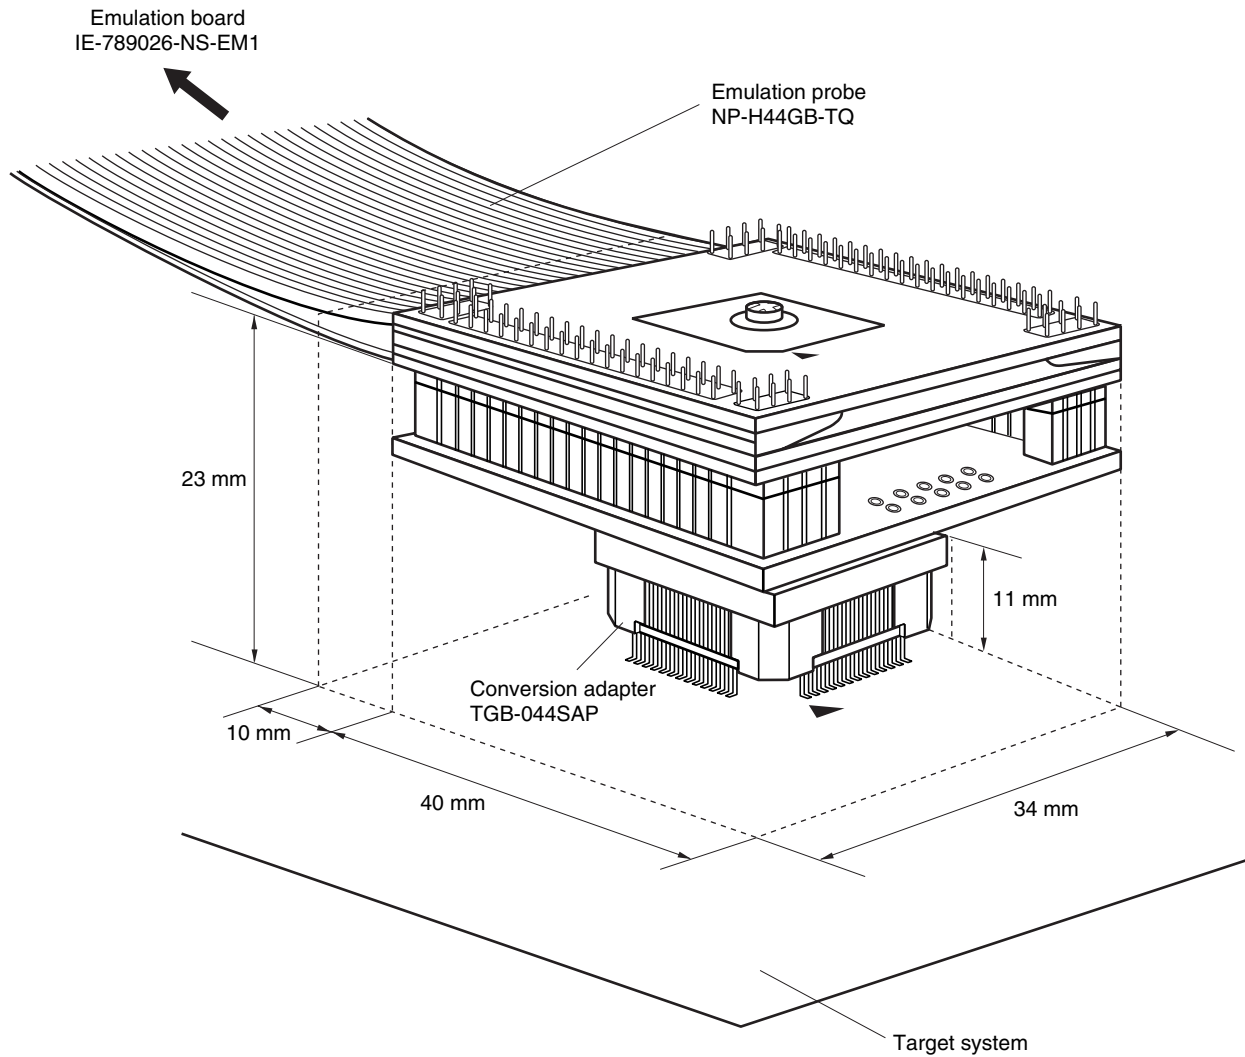 Emulation board
IE-789026-NS-EM1
Emulation probe
NP-H44GB-TQ
23 mm
11 mm
Conversion adapter
TGB-044SAP
10 mm
40 mm
34 mm
Target system